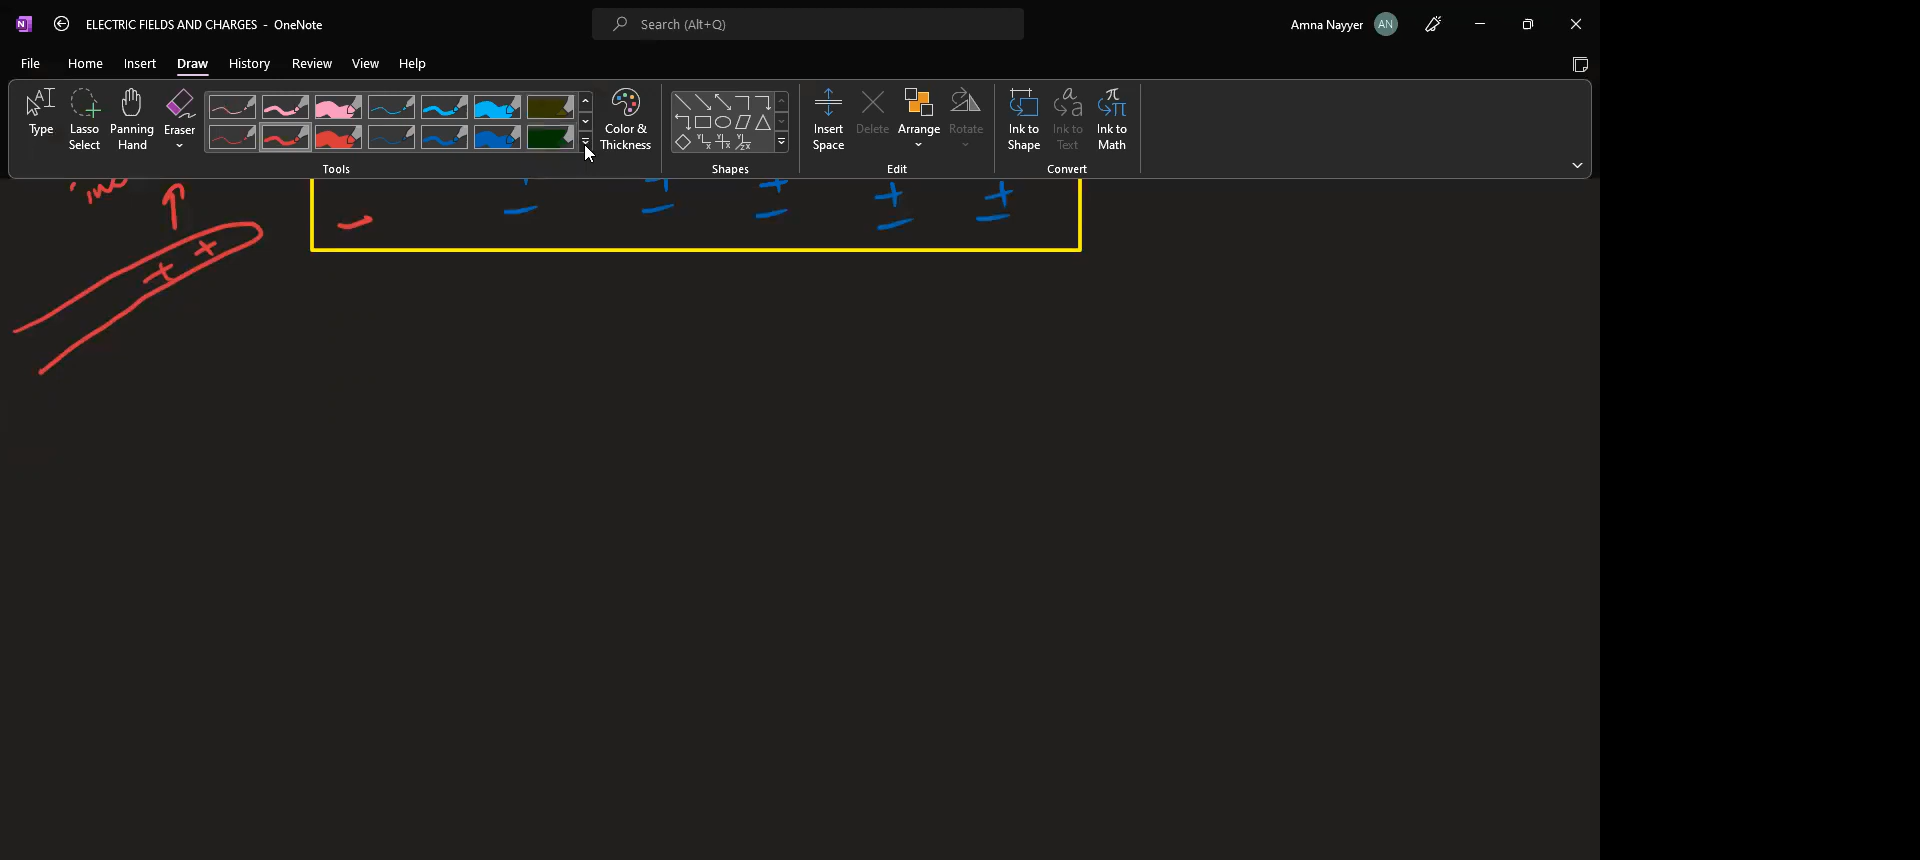 ELECTRIC FIELDS AND CHARGES - OneNote
Search (Alt+Q)
Amna Nayyer AN
File Home Insert Draw History Review View Help
Type
Lasso Select
Panning Hand
Eraser
Color & Thickness
Insert Space
Delete
Arrange
Rotate
Ink to Shape
Ink to Text
Ink to Math
Tools Shapes Edit Convert
+ + + + +
− − − − − −
+ +